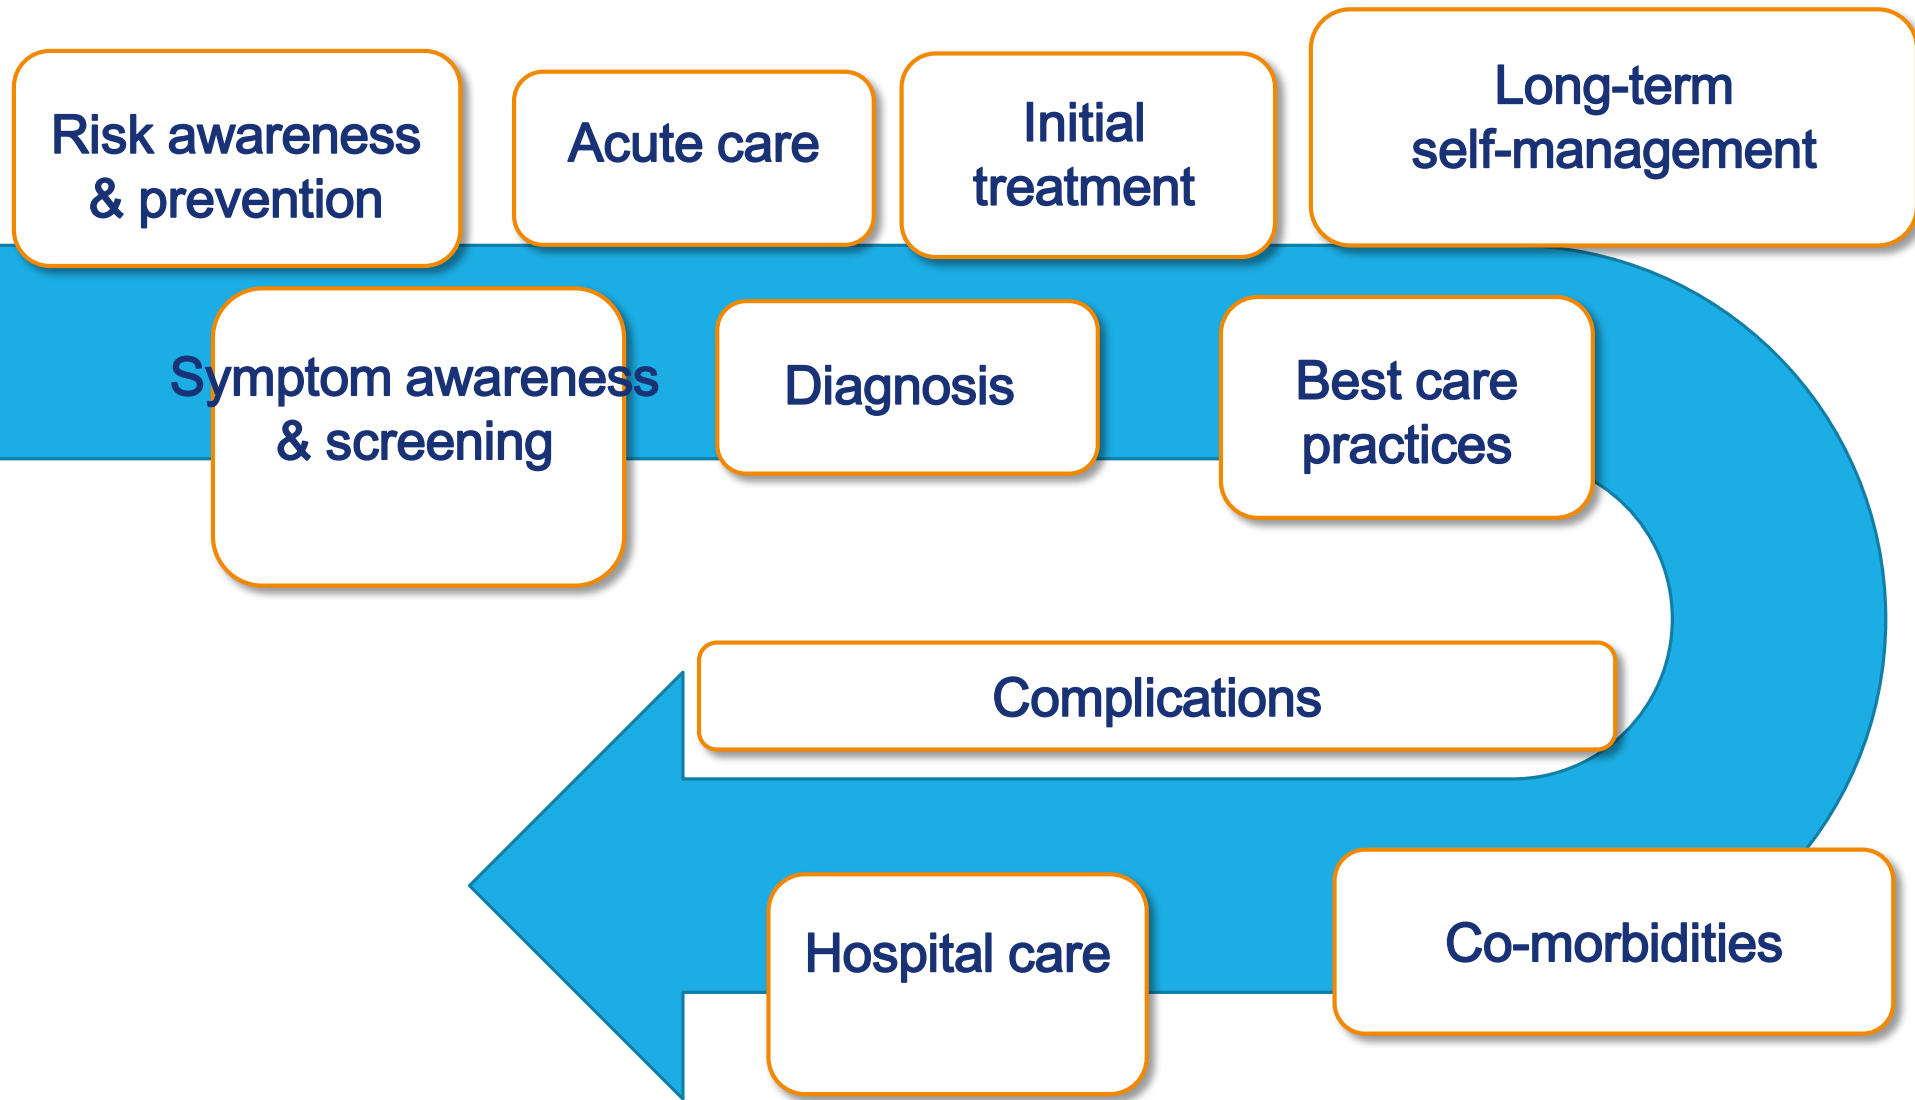 Risk awareness
& prevention
Acute care
Initial
treatment
Long-term
self-management
Symptom awareness
& screening
Diagnosis
Best care
practices
Complications
Hospital care
Co-morbidities